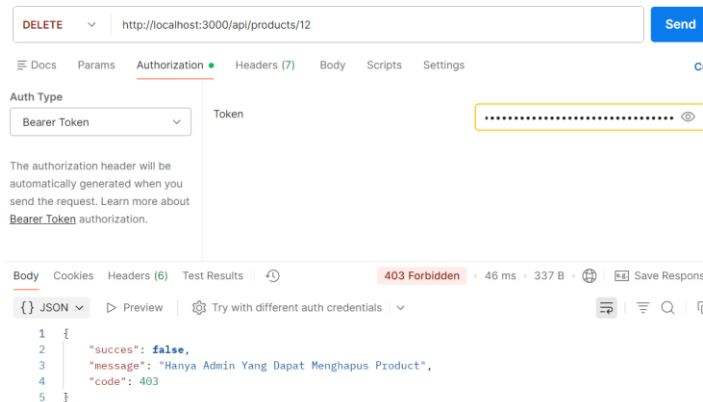 DELETE http://localhost:3000/api/products/12 Send
Docs Params Authorization Headers (7) Body Scripts Settings
Auth Type
Bearer Token
Token
The authorization header will be
automatically generated when you
send the request. Learn more about
Bearer Token authorization.
Body Cookies Headers (6) Test Results 403 Forbidden 46 ms 337 B e.g. Save Respons
{} JSON Preview Try with different auth credentials
1 {
2 "succes": false,
3 "message": "Hanya Admin Yang Dapat Menghapus Product",
4 "code": 403
5 }